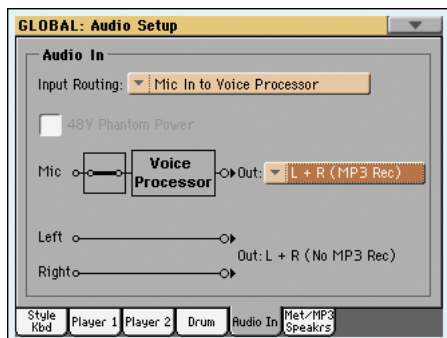 GLOBAL: Audio Setup
Audio In
Input Routing: Mic In to Voice Processor
48V Phantom Power
Mic Voice Processor Out: L + R (MP3 Rec)
Left
Out: L + R (No MP3 Rec)
Right
Style Kbd Player 1 Player 2 Drum Audio In Met/MP3 Speakrs